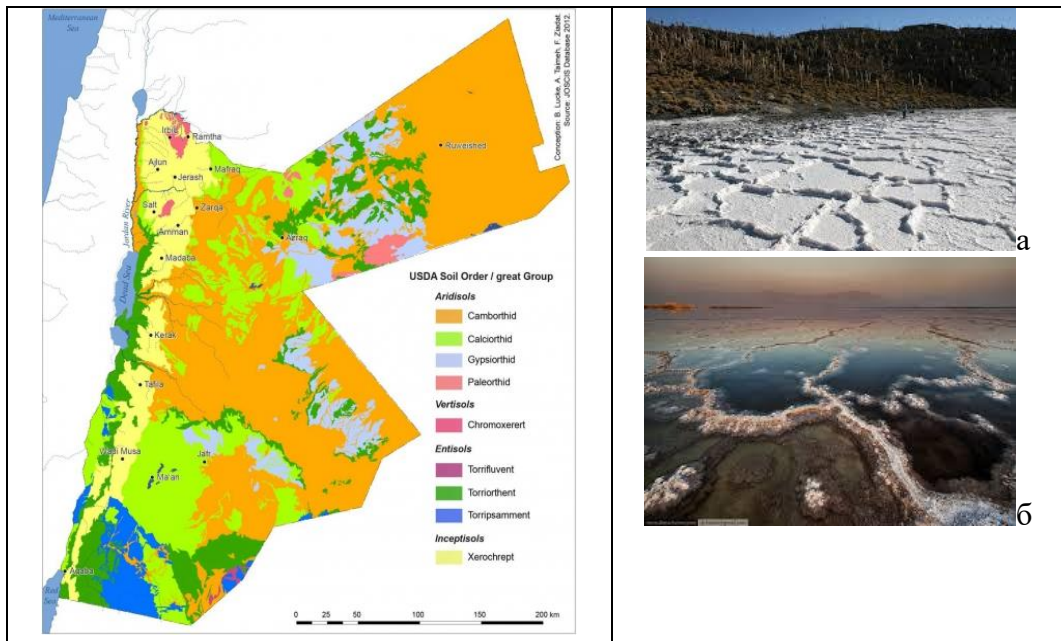 Mediterranean
Sea
Conception: B. Lucke, A. Taimeh, F. Ziadat.
Source: JOSCIS Database 2012.
Irbid
Ramtha
Ajlun
Jerash
Mafraq
Salt
Zarqa
Amman
Jordan River
Madaba
Dead Sea
Kerak
Tafila
Wadi Musa
Ma'an
Jafr
Azraq
Ruweished
Aqaba
Red
Sea
USDA Soil Order / great Group
Aridisols
Camborthid
Calciorthid
Gypsiorthid
Paleorthid
Vertisols
Chromoxerert
Entisols
Torrifluvent
Torriorthent
Torripsamment
Inceptisols
Xerochrept
0 25 50 100 150 200 km
а
б